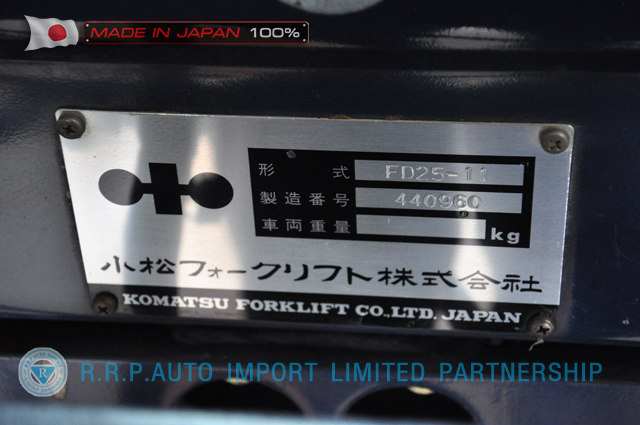 MADE IN JAPAN 100%
形 式 FD25-11
製造番号 440960
車両重量 kg
小松フォークリフト株式会社
KOMATSU FORKLIFT CO.,LTD. JAPAN
R.R.P.AUTO IMPORT LIMITED PARTNERSHIP